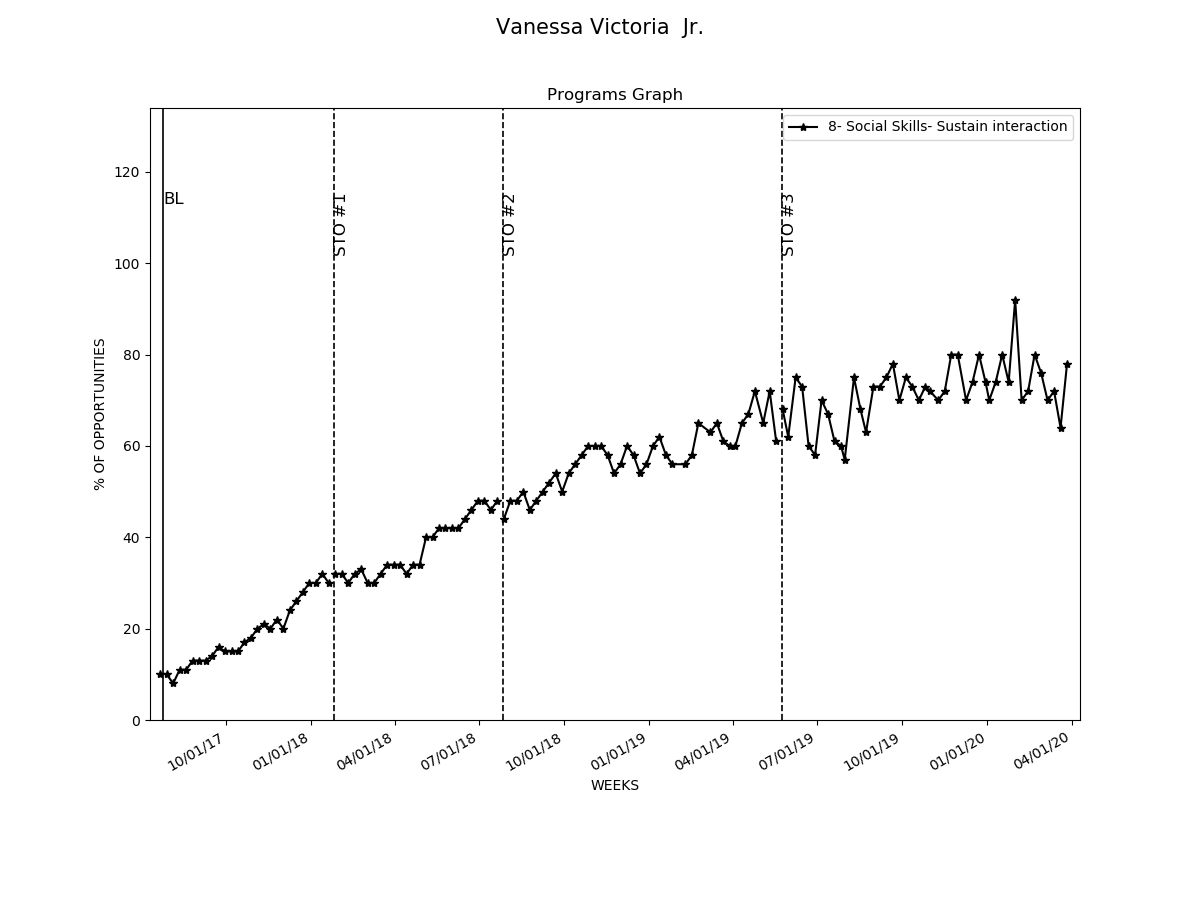 Vanessa Victoria  Jr.
Programs Graph
8- Social Skills- Sustain interaction
BL
STO #1
STO #2
STO #3
% OF OPPORTUNITIES
120
100
80
60
40
20
0
10/01/17
01/01/18
04/01/18
07/01/18
10/01/18
01/01/19
04/01/19
07/01/19
10/01/19
01/01/20
04/01/20
WEEKS